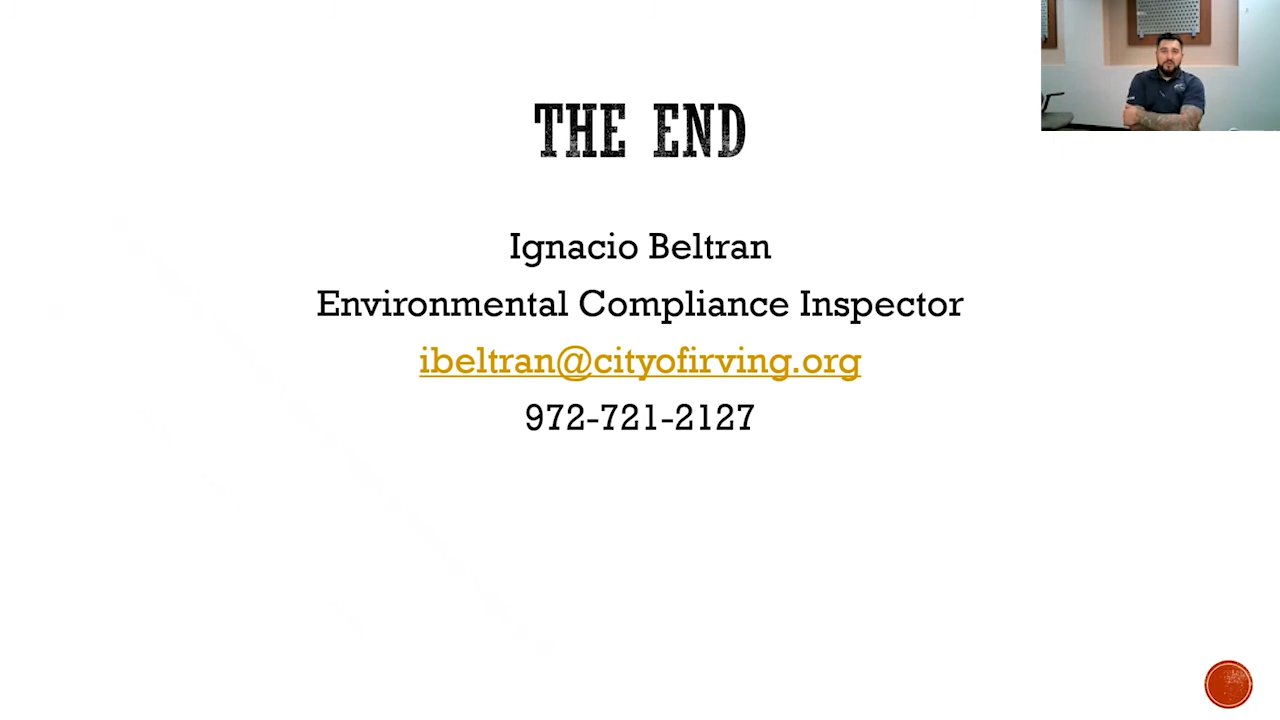 THE END
Ignacio Beltran
Environmental Compliance Inspector
ibeltran@cityofirving.org
972-721-2127